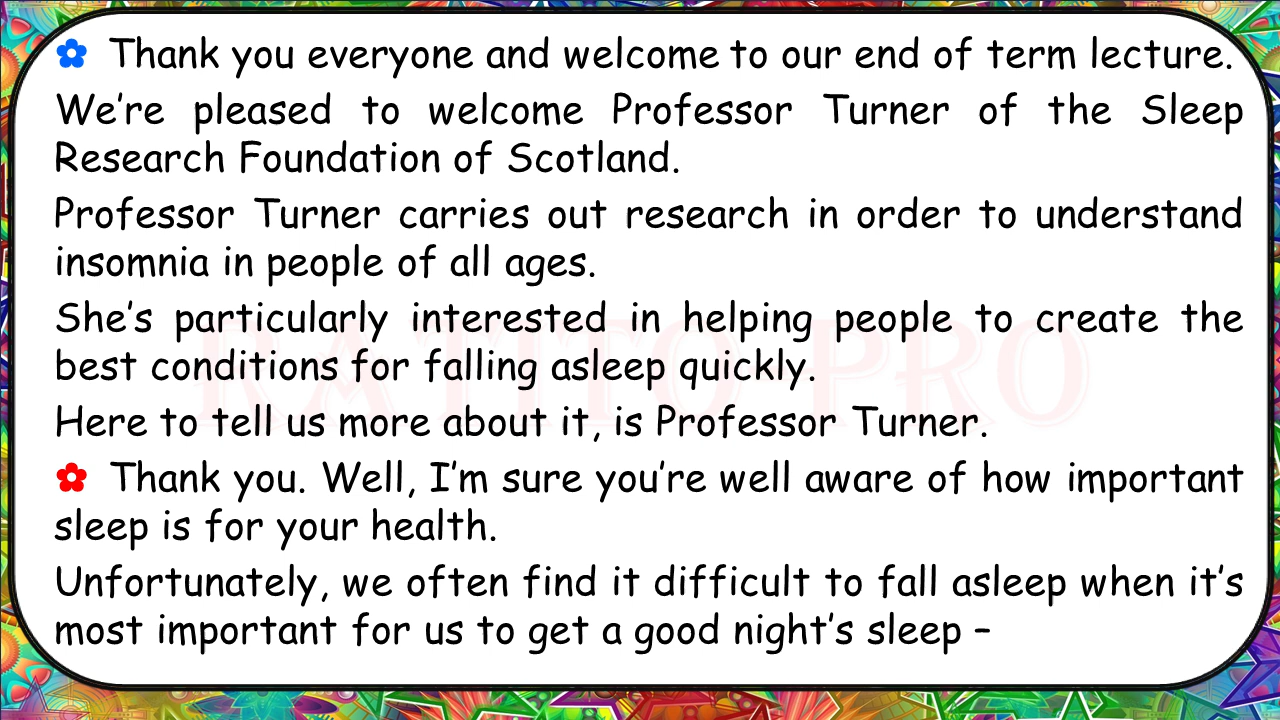 ✿ Thank you everyone and welcome to our end of term lecture.
We’re pleased to welcome Professor Turner of the Sleep
Research Foundation of Scotland.
Professor Turner carries out research in order to understand
insomnia in people of all ages.
She’s particularly interested in helping people to create the
best conditions for falling asleep quickly.
RATITO PRO
Here to tell us more about it, is Professor Turner.
✿ Thank you. Well, I’m sure you’re well aware of how important
sleep is for your health.
Unfortunately, we often find it difficult to fall asleep when it’s
most important for us to get a good night’s sleep –